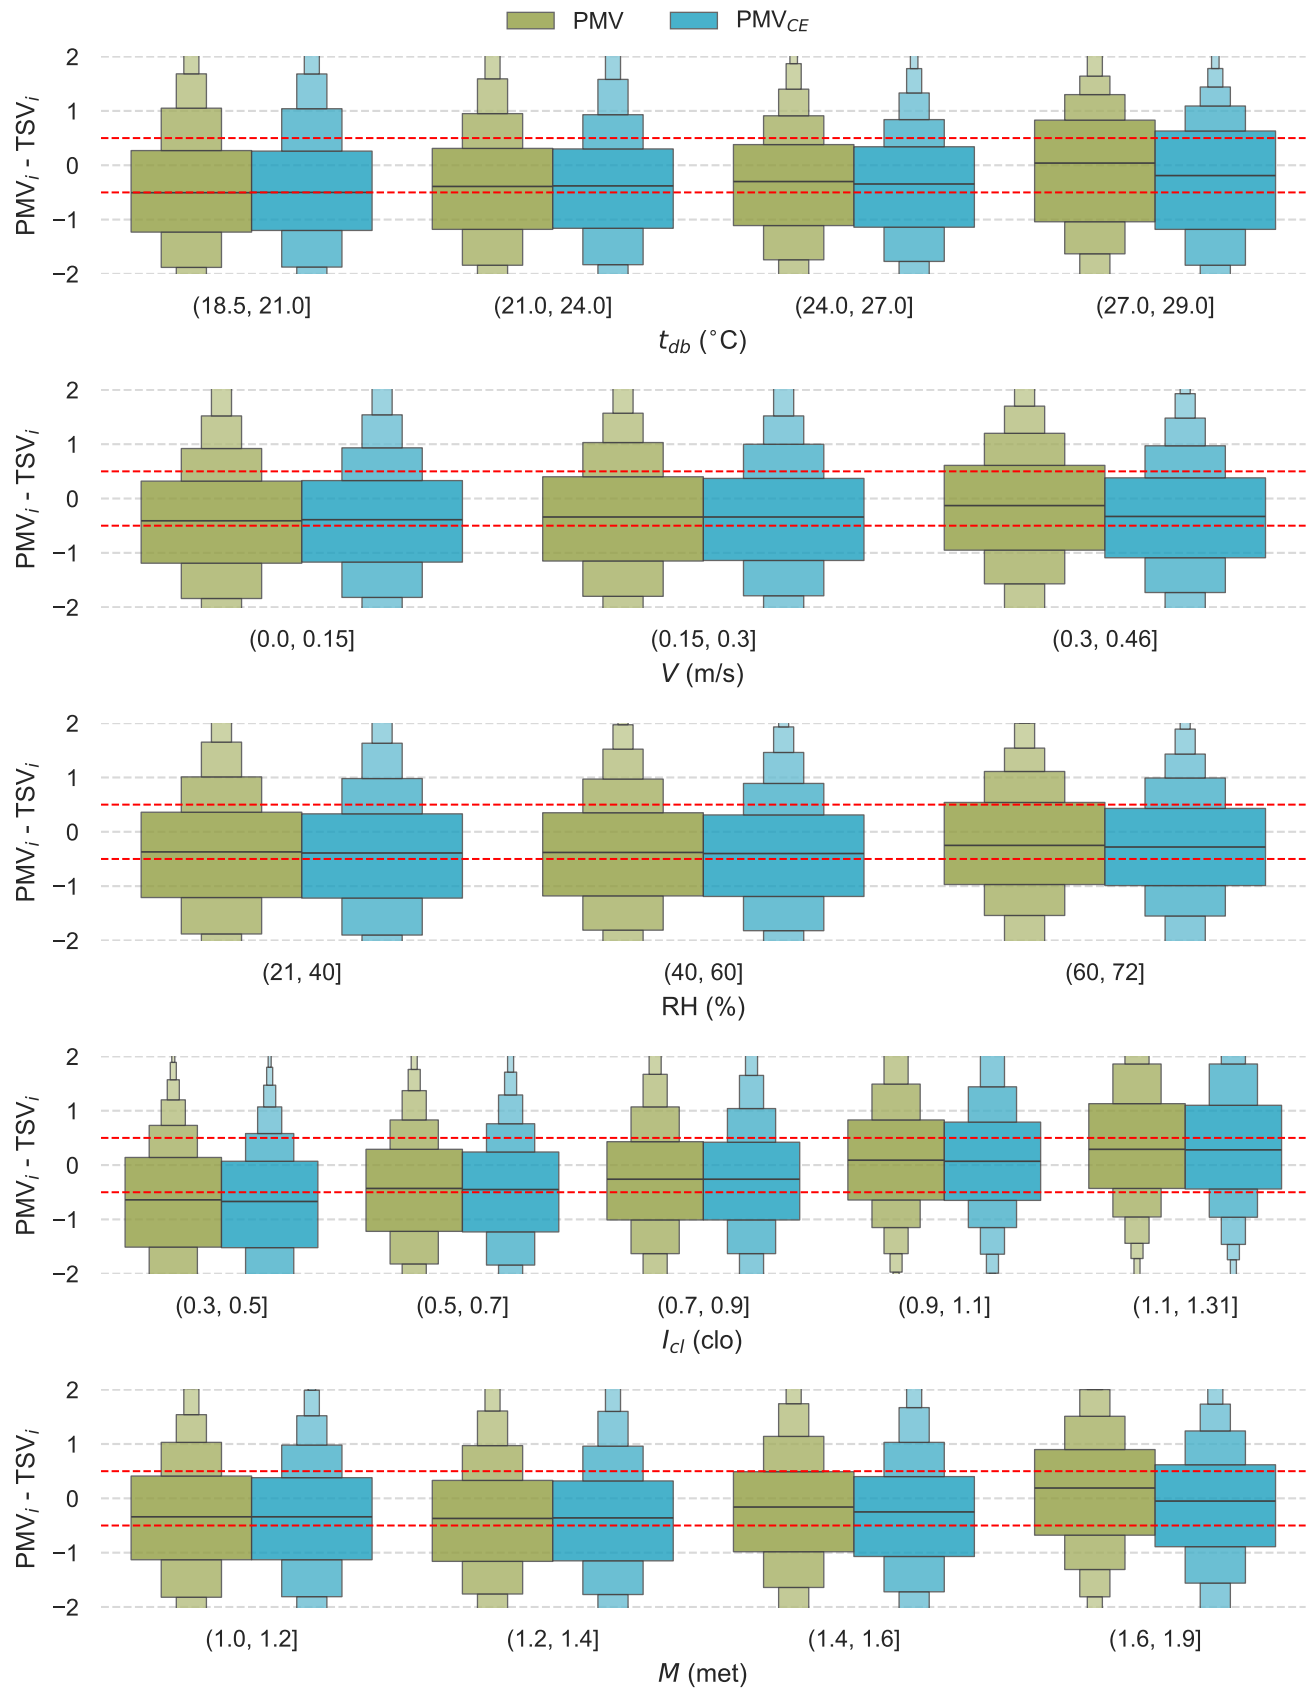 PMV PMV_CE
2
1
0
−1
−2
PMV_i - TSV_i
(18.5, 21.0] (21.0, 24.0] (24.0, 27.0] (27.0, 29.0]
t_db (°C)
2
1
0
−1
−2
PMV_i - TSV_i
(0.0, 0.15] (0.15, 0.3] (0.3, 0.46]
V (m/s)
2
1
0
−1
−2
PMV_i - TSV_i
(21, 40] (40, 60] (60, 72]
RH (%)
2
1
0
−1
−2
PMV_i - TSV_i
(0.3, 0.5] (0.5, 0.7] (0.7, 0.9] (0.9, 1.1] (1.1, 1.31]
I_cl (clo)
2
1
0
−1
−2
PMV_i - TSV_i
(1.0, 1.2] (1.2, 1.4] (1.4, 1.6] (1.6, 1.9]
M (met)